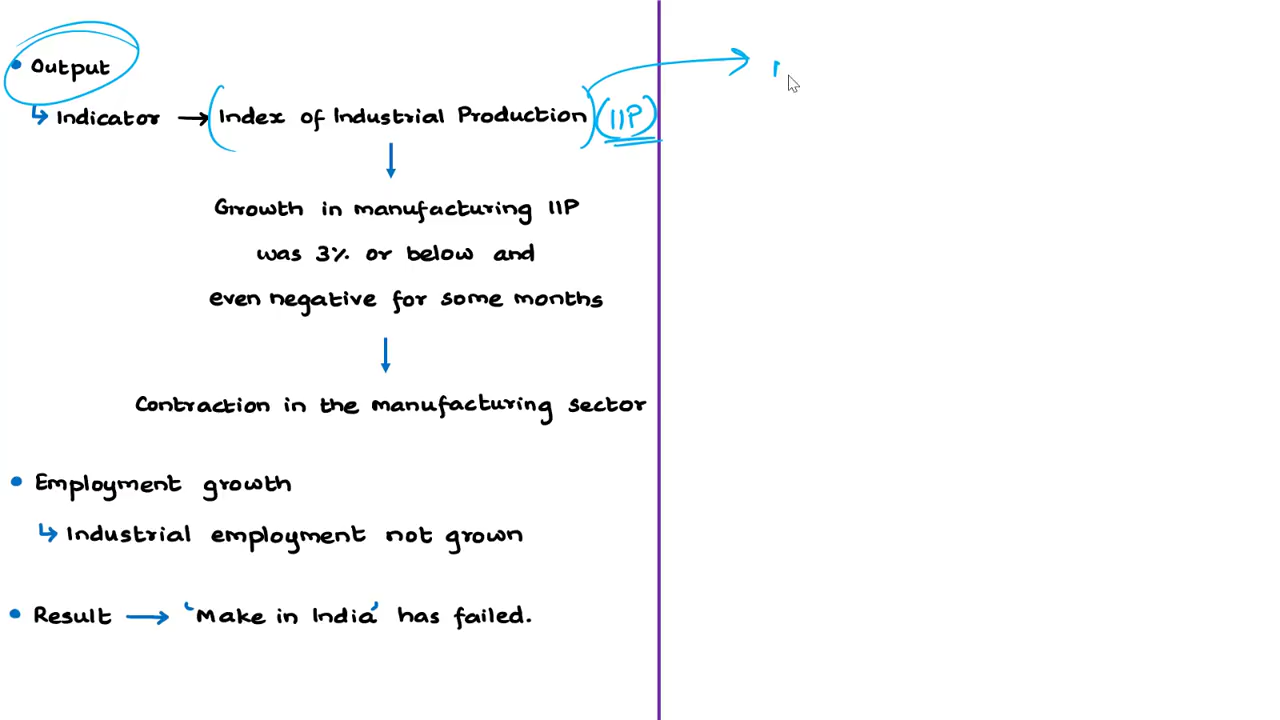 • Output
↳ Indicator → (Index of Industrial Production) (IIP)
Growth in manufacturing IIP
was 3% or below and
even negative for some months
Contraction in the manufacturing sector
• Employment growth
↳ Industrial employment not grown
• Result → 'Make in India' has failed.